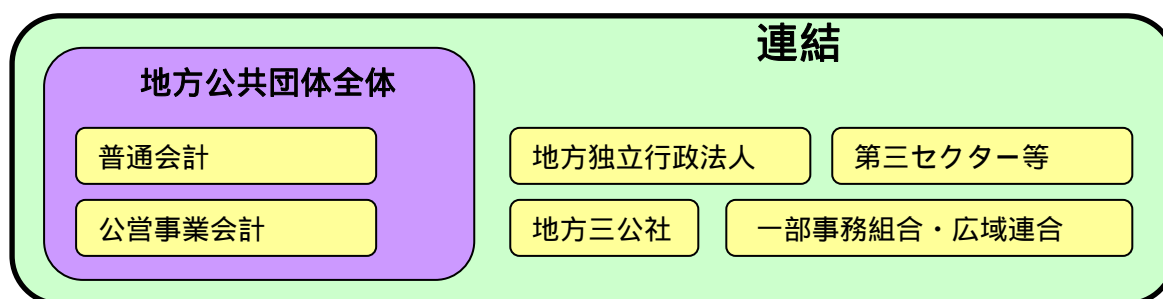 連結
地方公共団体全体
普通会計
公営事業会計
地方独立行政法人
第三セクター等
地方三公社
一部事務組合・広域連合